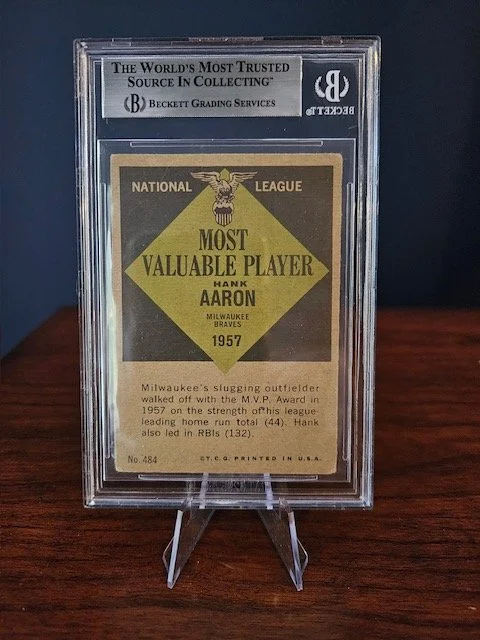 THE WORLD'S MOST TRUSTED
SOURCE IN COLLECTING™
B BECKETT GRADING SERVICES
B
BECKETT
NATIONAL LEAGUE
MOST
VALUABLE PLAYER
HANK
AARON
MILWAUKEE
BRAVES
1957
Milwaukee's slugging outfielder
walked off with the M.V.P. Award in
1957 on the strength of his league
leading home run total (44). Hank
also led in RBIs (132).
No. 484 ©T.C.G. PRINTED IN U.S.A.